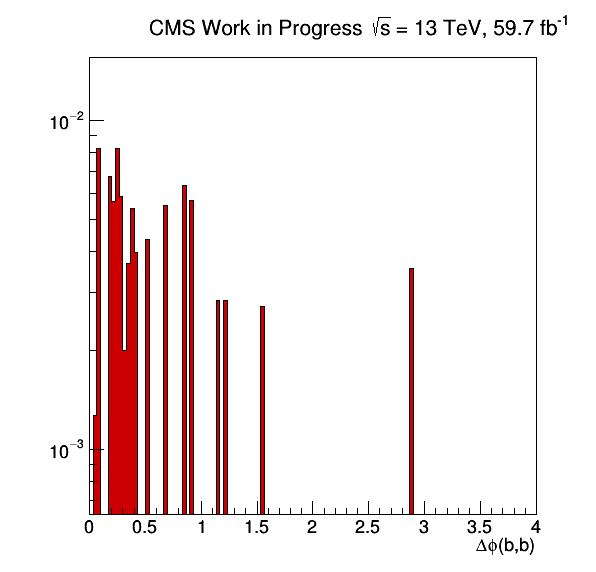 CMS Work in Progress √s = 13 TeV, 59.7 fb⁻¹
10⁻²
10⁻³
0 0.5 1 1.5 2 2.5 3 3.5 4
Δϕ(b,b)